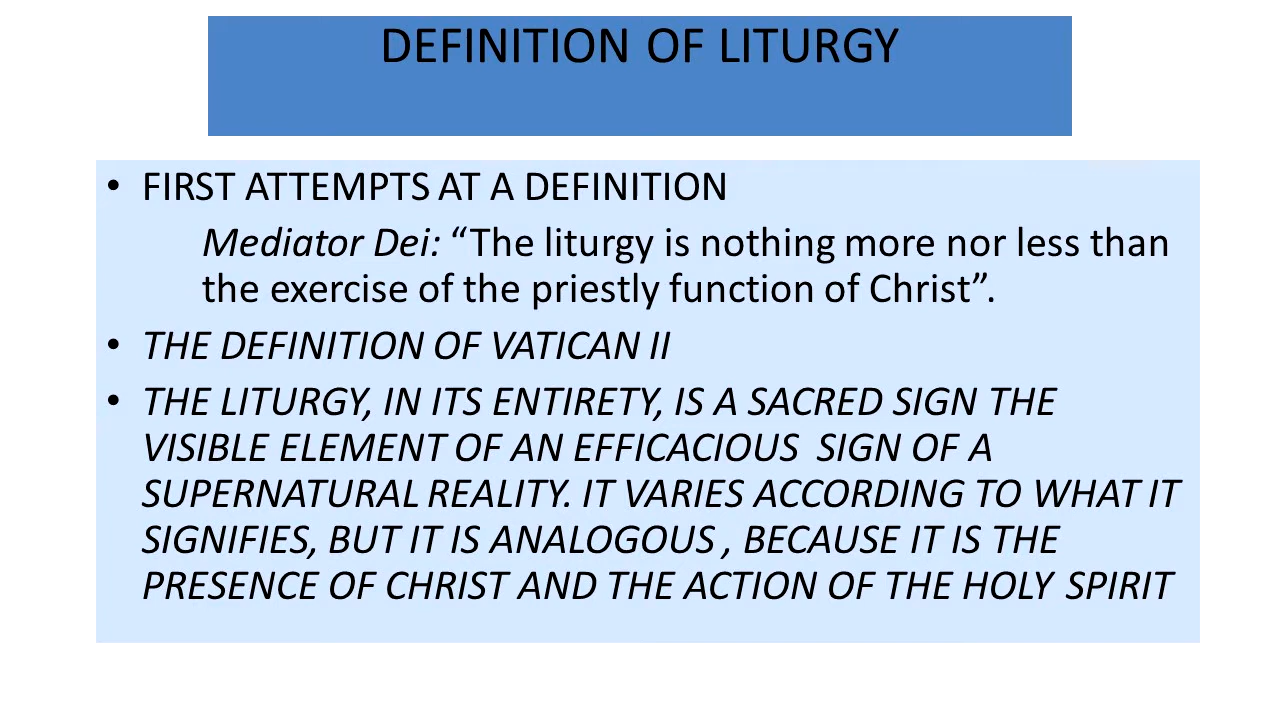 DEFINITION OF LITURGY
• FIRST ATTEMPTS AT A DEFINITION
Mediator Dei: “The liturgy is nothing more nor less than
the exercise of the priestly function of Christ”.
• THE DEFINITION OF VATICAN II
• THE LITURGY, IN ITS ENTIRETY, IS A SACRED SIGN THE
VISIBLE ELEMENT OF AN EFFICACIOUS SIGN OF A
SUPERNATURAL REALITY. IT VARIES ACCORDING TO WHAT IT
SIGNIFIES, BUT IT IS ANALOGOUS , BECAUSE IT IS THE
PRESENCE OF CHRIST AND THE ACTION OF THE HOLY SPIRIT